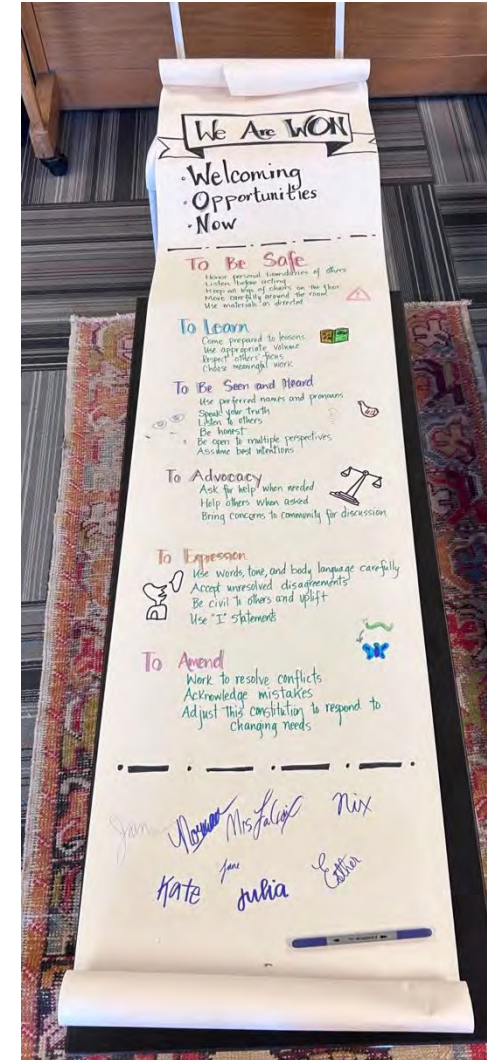 We Are WON
· Welcoming
· Opportunities
· Now
To Be Safe
Honor personal boundaries of others
Listen before acting
Keep all legs of chairs on the floor
Move carefully around the room
Use materials as directed
To Learn
Come prepared to lessons
Use appropriate volume
Respect others' focus
Choose meaningful work
To Be Seen and Heard
Use preferred names and pronouns
Speak your truth
Listen to others
Be honest
Be open to multiple perspectives
Assume best intentions
To Advocacy
Ask for help when needed
Help others when asked
Bring concerns to community for discussion
To Expression
Use words, tone, and body language carefully
Accept unresolved disagreements
Be civil to others and uplift
Use "I" statements
To Amend
Work to resolve conflicts
Acknowledge mistakes
Adjust this constitution to respond to
changing needs
Norman Mrs Nix
Kate Jane Julia Esther